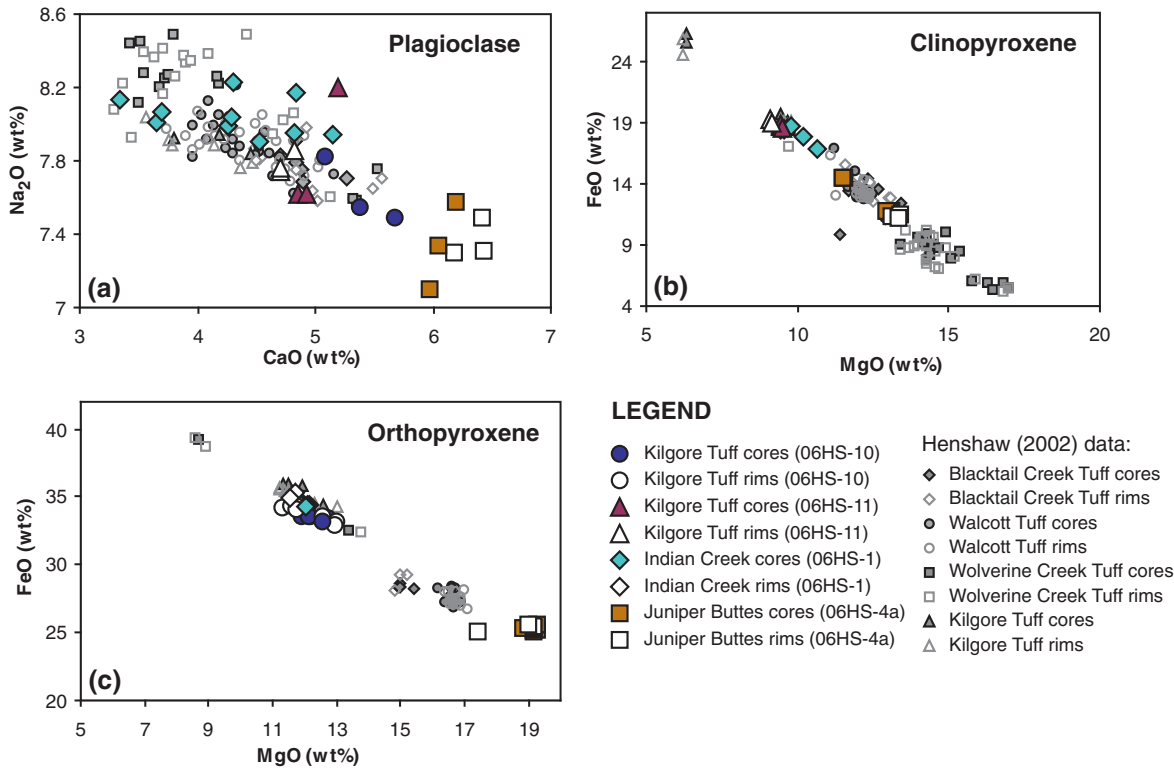 8.6
8.2
7.8
7.4
7
Na2O (wt%)
Plagioclase
(a)
3 4 5 6 7
CaO (wt%)
24
19
14
9
4
FeO (wt%)
Clinopyroxene
(b)
5 10 15 20
MgO (wt%)
40
35
30
25
20
FeO (wt%)
Orthopyroxene
(c)
5 7 9 11 13 15 17 19
MgO (wt%)
LEGEND
Kilgore Tuff cores (06HS-10)
Kilgore Tuff rims (06HS-10)
Kilgore Tuff cores (06HS-11)
Kilgore Tuff rims (06HS-11)
Indian Creek cores (06HS-1)
Indian Creek rims (06HS-1)
Juniper Buttes cores (06HS-4a)
Juniper Buttes rims (06HS-4a)
Henshaw (2002) data:
Blacktail Creek Tuff cores
Blacktail Creek Tuff rims
Walcott Tuff cores
Walcott Tuff rims
Wolverine Creek Tuff cores
Wolverine Creek Tuff rims
Kilgore Tuff cores
Kilgore Tuff rims